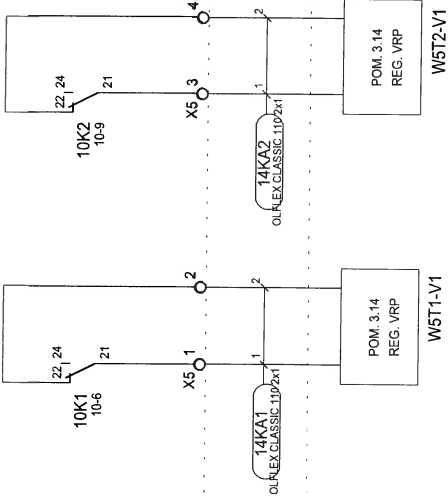 4
24
22
21
3
10K2
10-9
X5
2
1
14KA2
OLFLEX CLASSIC 110 2x1
POM. 3.14
REG. VRP
W5T2-V1
24
22
21
2
1
10K1
10-6
X5
2
1
14KA1
OLFLEX CLASSIC 110 2x1
POM. 3.14
REG. VRP
W5T1-V1